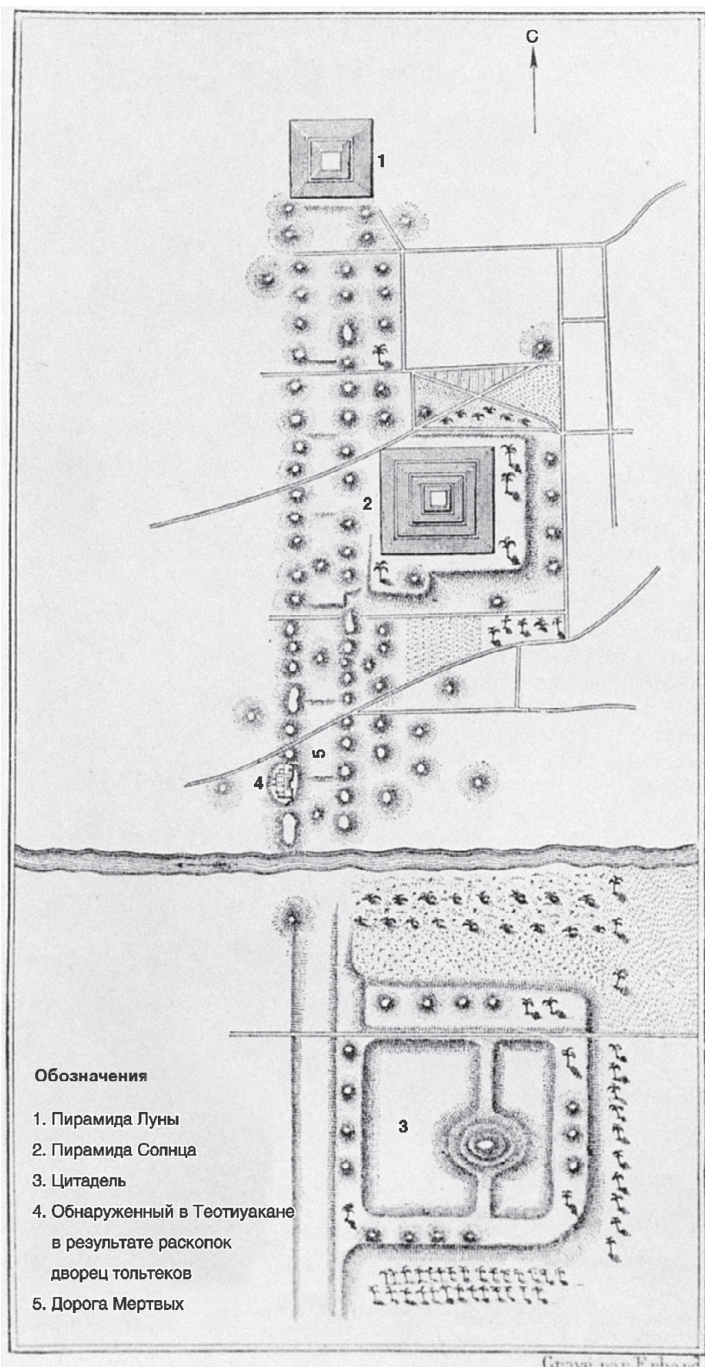 С
1
2
5
4
3
Обозначения
1. Пирамида Луны
2. Пирамида Солнца
3. Цитадель
4. Обнаруженный в Теотиуакане
в результате раскопок
дворец тольтеков
5. Дорога Мертвых
Gravé par Erhard